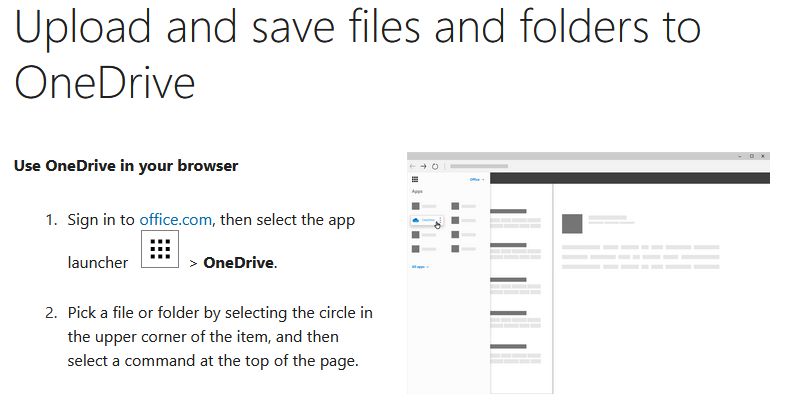 Upload and save files and folders to
OneDrive
Use OneDrive in your browser
1. Sign in to office.com, then select the app
launcher > OneDrive.
2. Pick a file or folder by selecting the circle in
the upper corner of the item, and then
select a command at the top of the page.
Office
Apps
All apps